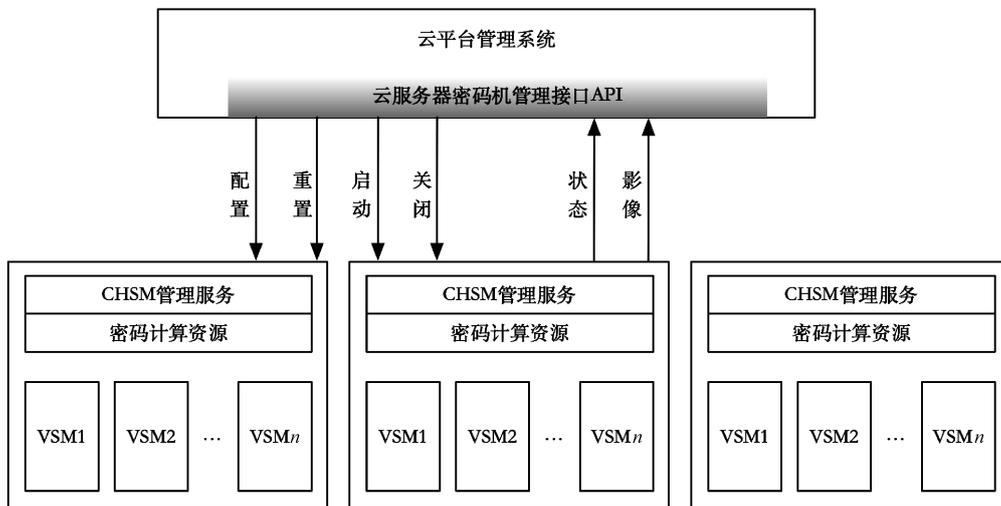 云平台管理系统
云服务器密码机管理接口API
配置
重置
启动
关闭
状态
影像
CHSM管理服务
密码计算资源
VSM1 VSM2 … VSMn
CHSM管理服务
密码计算资源
VSM1 VSM2 … VSMn
CHSM管理服务
密码计算资源
VSM1 VSM2 … VSMn